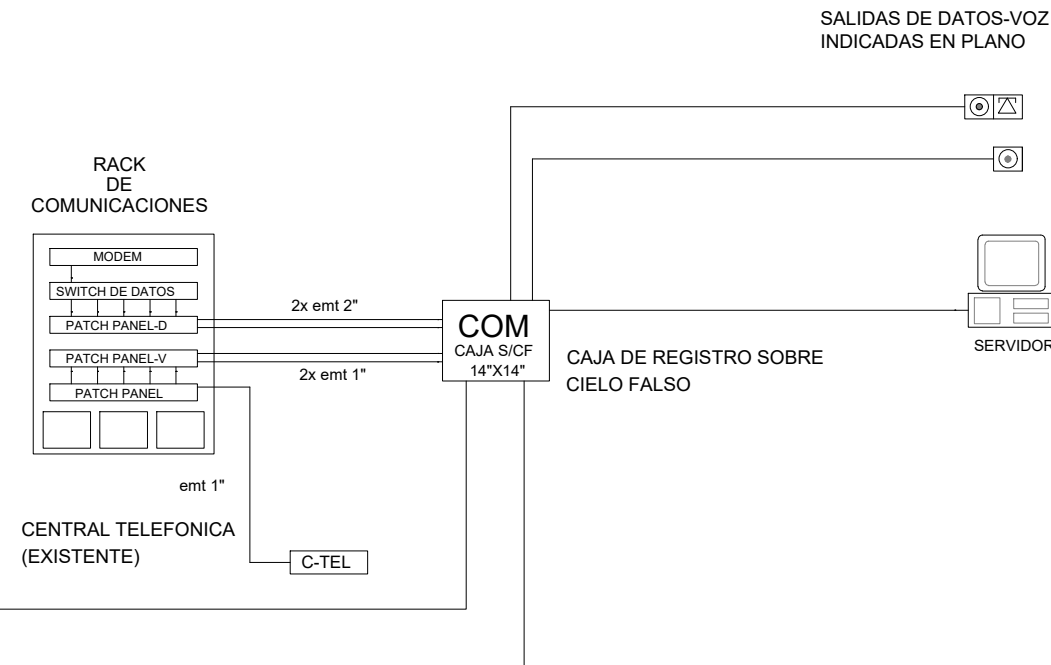 SALIDAS DE DATOS-VOZ
INDICADAS EN PLANO
RACK
DE
COMUNICACIONES
MODEM
SWITCH DE DATOS
PATCH PANEL-D
PATCH PANEL-V
PATCH PANEL
2x emt 2"
2x emt 1"
COM
CAJA S/CF
14"X14"
CAJA DE REGISTRO SOBRE
CIELO FALSO
SERVIDOR
emt 1"
CENTRAL TELEFONICA
(EXISTENTE)
C-TEL